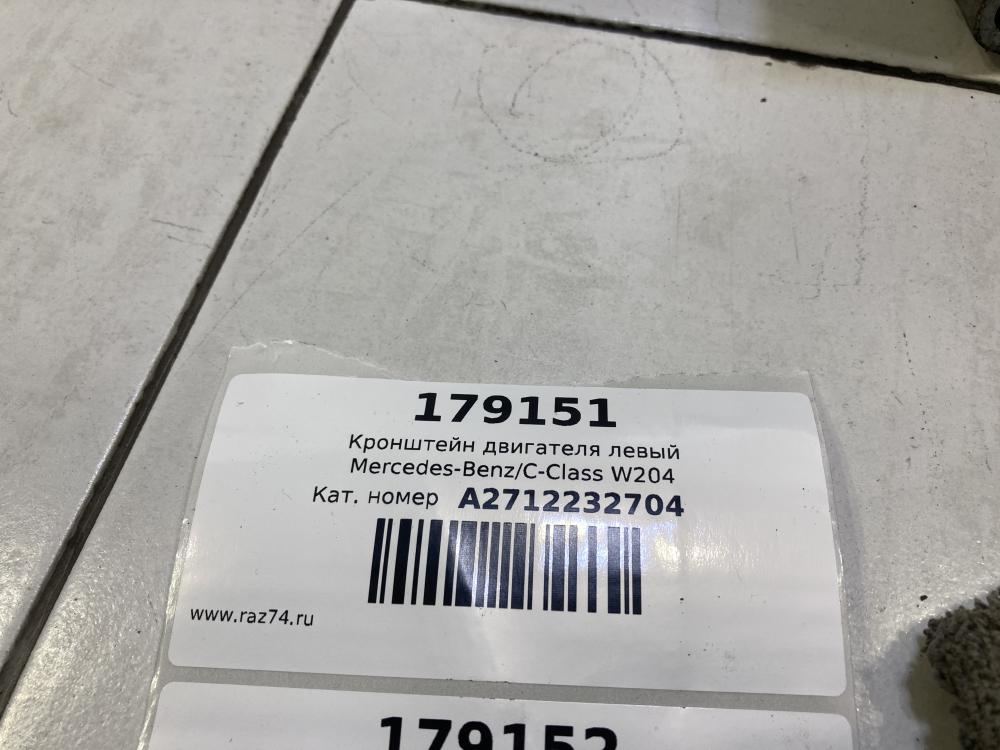 179151
Кронштейн двигателя левый
Mercedes-Benz/C-Class W204
Кат. номер A2712232704
www.raz74.ru
179152